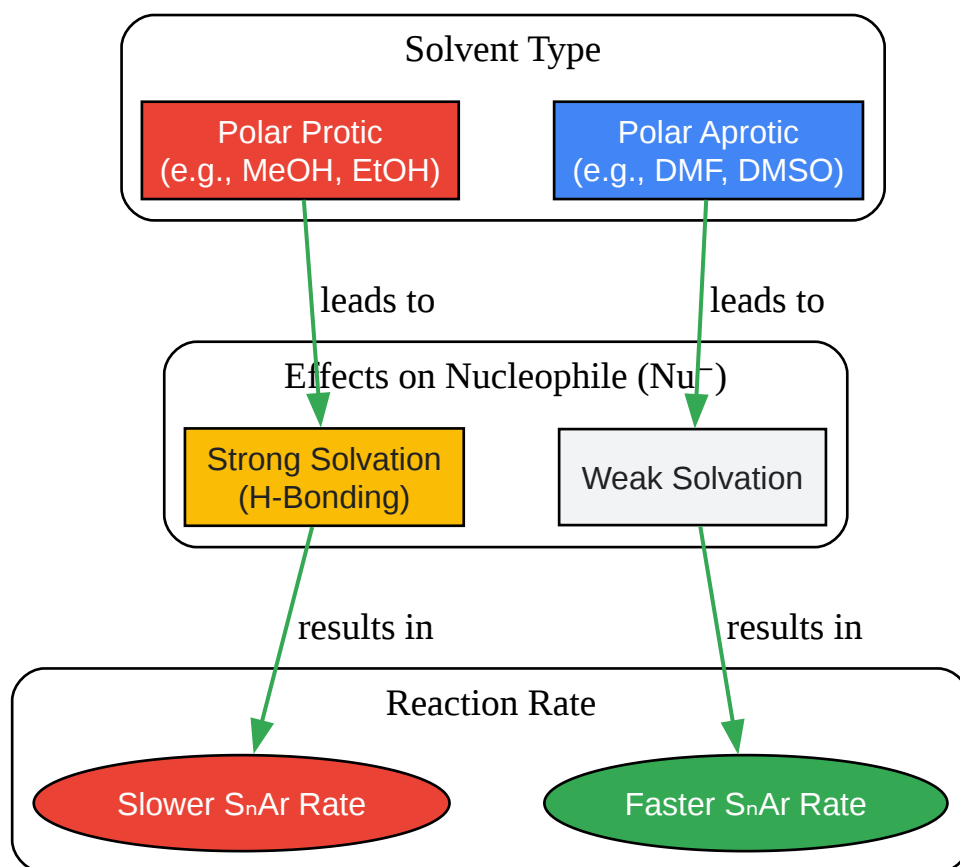 Solvent Type
Polar Protic
(e.g., MeOH, EtOH)
Polar Aprotic
(e.g., DMF, DMSO)
leads to
leads to
Effects on Nucleophile (Nu⁻)
Strong Solvation
(H-Bonding)
Weak Solvation
results in
results in
Reaction Rate
Slower SₙAr Rate
Faster SₙAr Rate